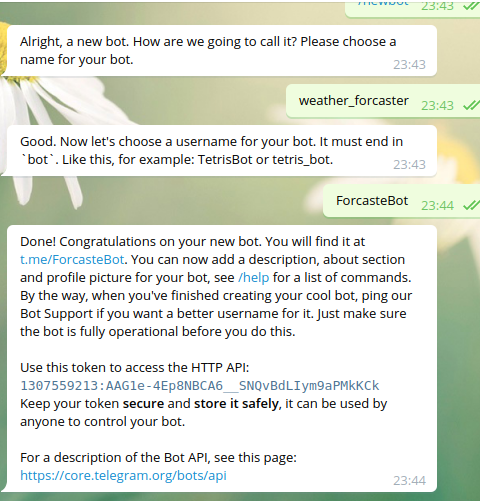 /newbot
23:43
Alright, a new bot. How are we going to call it? Please choose a
name for your bot.
23:43
weather_forcaster 23:43
Good. Now let's choose a username for your bot. It must end in
`bot`. Like this, for example: TetrisBot or tetris_bot.
23:43
ForcasteBot 23:44
Done! Congratulations on your new bot. You will find it at
t.me/ForcasteBot. You can now add a description, about section
and profile picture for your bot, see /help for a list of commands.
By the way, when you've finished creating your cool bot, ping our
Bot Support if you want a better username for it. Just make sure
the bot is fully operational before you do this.
Use this token to access the HTTP API:
1307559213:AAG1e-4Ep8NBCA6__SNQvBdLIym9aPMkKCk
Keep your token secure and store it safely, it can be used by
anyone to control your bot.
For a description of the Bot API, see this page:
https://core.telegram.org/bots/api
23:44